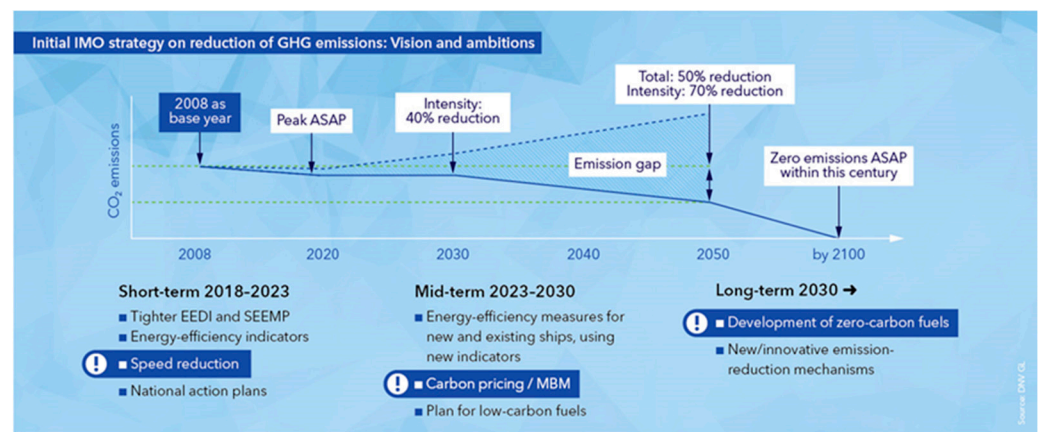 Initial IMO strategy on reduction of GHG emissions: Vision and ambitions
2008 as
base year
Peak ASAP
Intensity:
40% reduction
Total: 50% reduction
Intensity: 70% reduction
Zero emissions ASAP
within this century
Emission gap
CO₂ emissions
2008
2020
2030
2040
2050
by 2100
Short-term 2018–2023
■ Tighter EEDI and SEEMP
■ Energy-efficiency indicators
! ■ Speed reduction
■ National action plans
Mid-term 2023–2030
■ Energy-efficiency measures for
new and existing ships, using
new indicators
! ■ Carbon pricing / MBM
■ Plan for low-carbon fuels
Long-term 2030 ➔
! ■ Development of zero-carbon fuels
■ New/innovative emission-
reduction mechanisms
Source: DNV GL